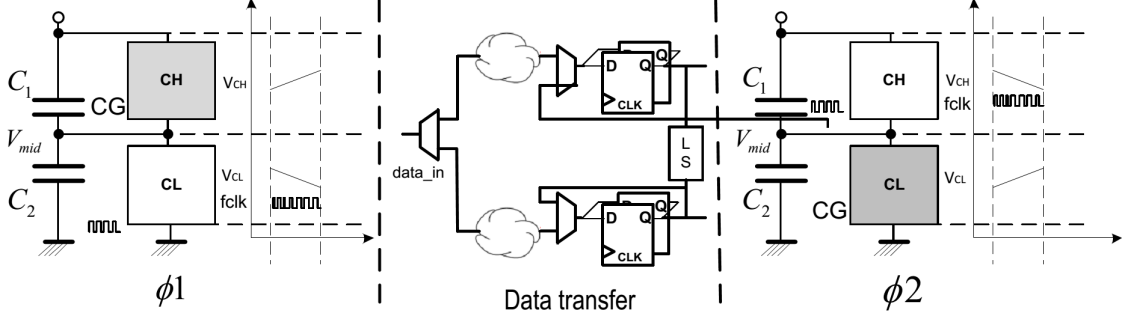 CH
C1
CG
VCH
Vmid
CL
VCL
fclk
C2
ϕ1
data_in
D Q
Q
CLK
L
S
D Q
Q
CLK
Data transfer
CH
C1
VCH
fclk
Vmid
CL
VCL
C2
CG
ϕ2